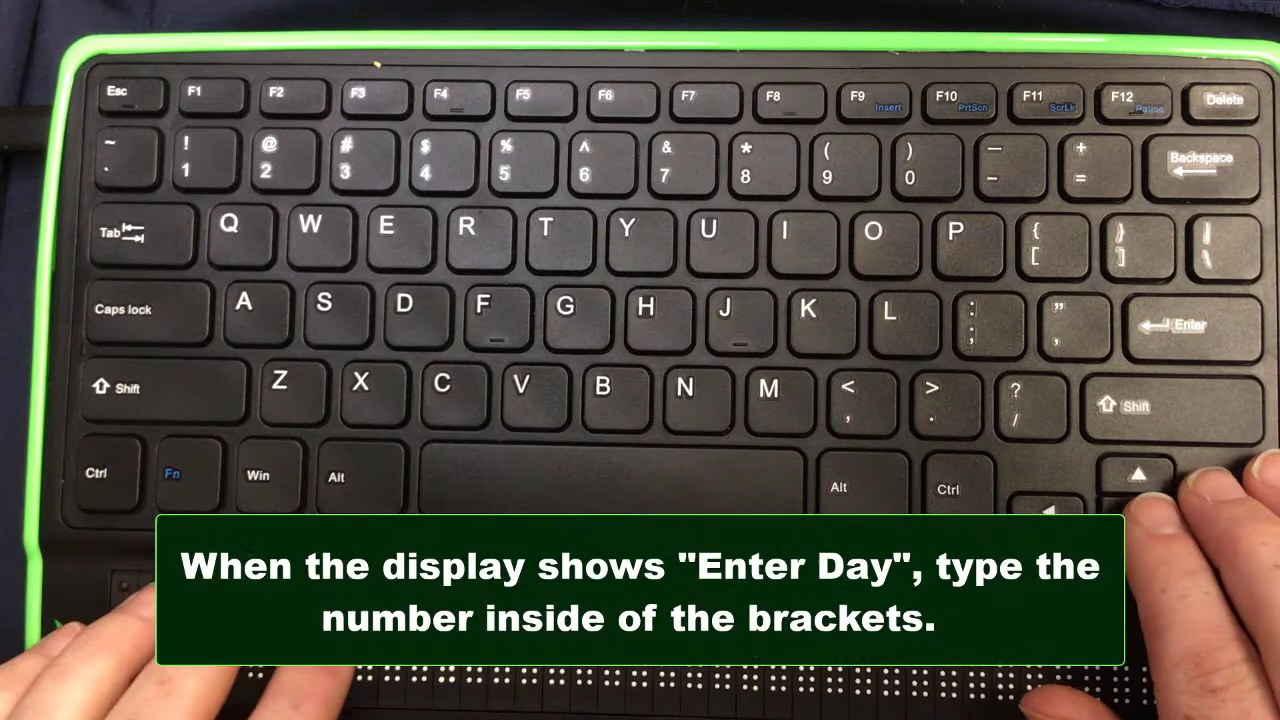 Esc F1 F2 F3 F4 F5 F6 F7 F8 F9 Insert F10 PrtScn F11 ScrLk F12 Pause Delete
~ ! @ # $ % ^ & * ( ) — + Backspace
` 1 2 3 4 5 6 7 8 9 0 - =
Tab Q W E R T Y U I O P { } |
[ ] \
Caps lock A S D F G H J K L : " Enter
; '
Shift Z X C V B N M < > ? Shift
, . /
Ctrl Fn Win Alt Alt Ctrl
When the display shows "Enter Day", type the
number inside of the brackets.